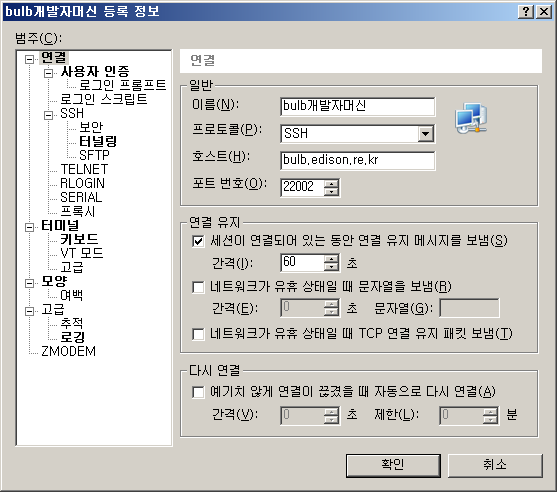 bulb개발자머신 등록 정보
범주(C):
연결
사용자 인증
로그인 프롬프트
로그인 스크립트
SSH
보안
터널링
SFTP
TELNET
RLOGIN
SERIAL
프록시
터미널
키보드
VT 모드
고급
모양
여백
고급
추적
로깅
ZMODEM
연결
일반
이름(N): bulb개발자머신
프로토콜(P): SSH
호스트(H): bulb.edison.re.kr
포트 번호(O): 22002
연결 유지
세션이 연결되어 있는 동안 연결 유지 메시지를 보냄(S)
간격(I): 60 초
네트워크가 유휴 상태일 때 문자열을 보냄(R)
간격(E): 0 초 문자열(G):
네트워크가 유휴 상태일 때 TCP 연결 유지 패킷 보냄(T)
다시 연결
예기치 않게 연결이 끊겼을 때 자동으로 다시 연결(A)
간격(V): 0 초 제한(L): 0 분
확인 취소